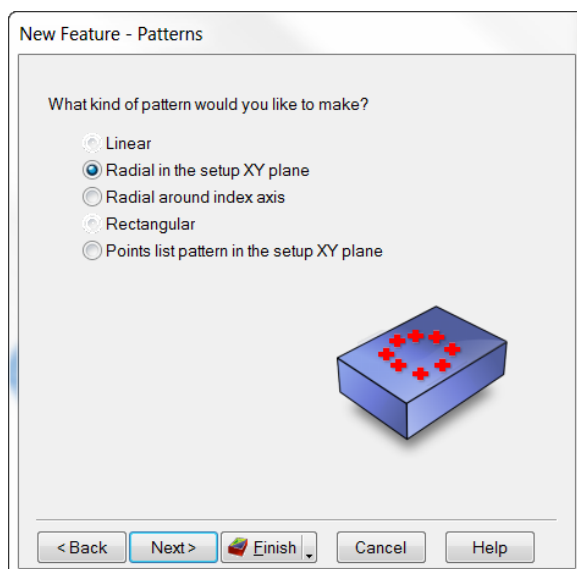 New Feature - Patterns
What kind of pattern would you like to make?
Linear
Radial in the setup XY plane
Radial around index axis
Rectangular
Points list pattern in the setup XY plane
< Back Next > Finish Cancel Help